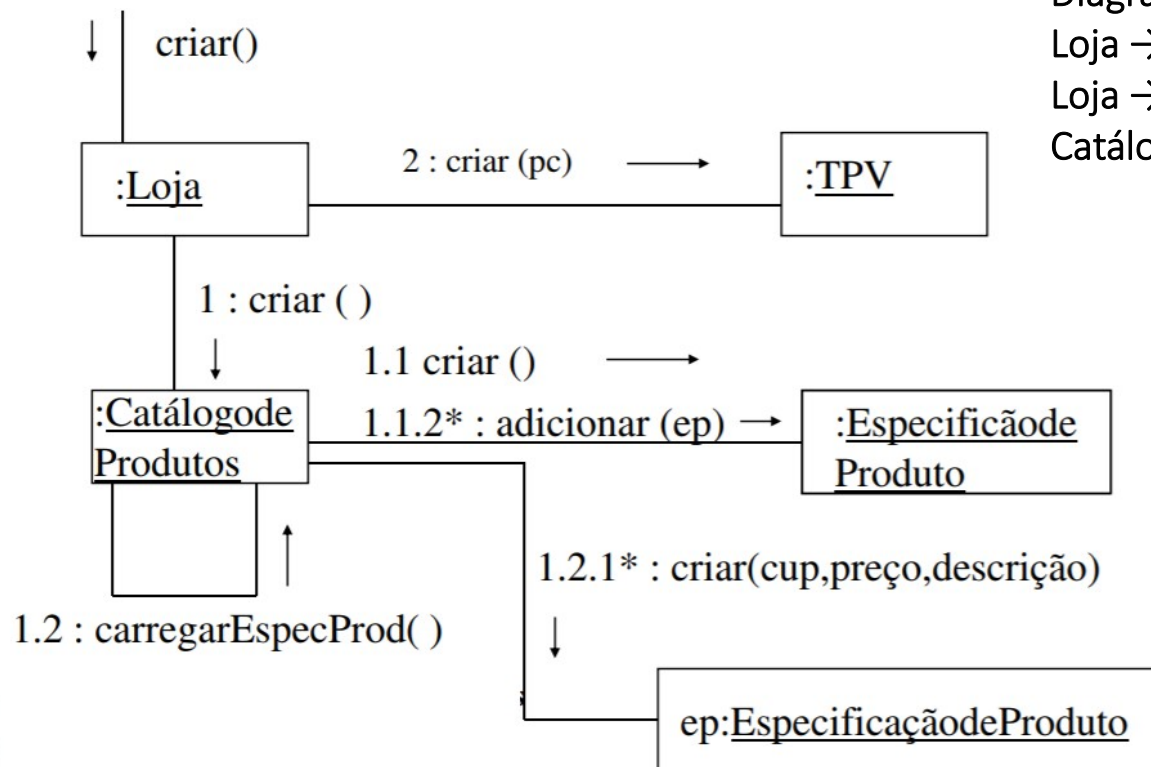 Loja →
Loja →
criar()
2 : criar (pc)
:Loja
:TPV
1 : criar ( )
1.1 criar ()
:Catálogode
Produtos
1.1.2* : adicionar (ep)
:Especificãode
Produto
1.2.1* : criar(cup,preço,descrição)
1.2 : carregarEspecProd( )
ep:EspecificaçãodeProduto